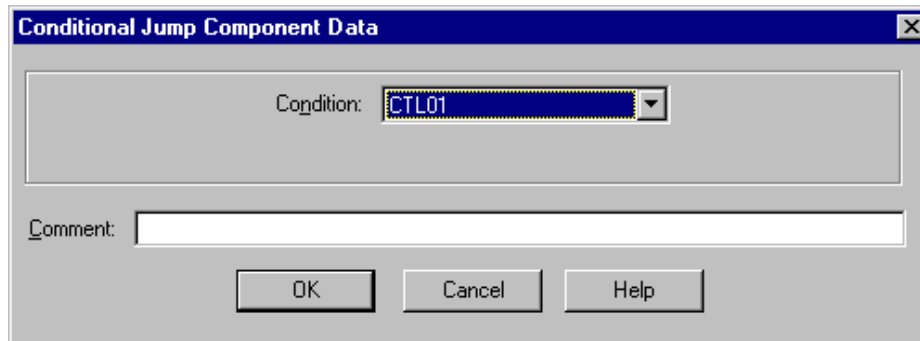 Conditional Jump Component Data
Condition: CTL01
Comment:
OK Cancel Help